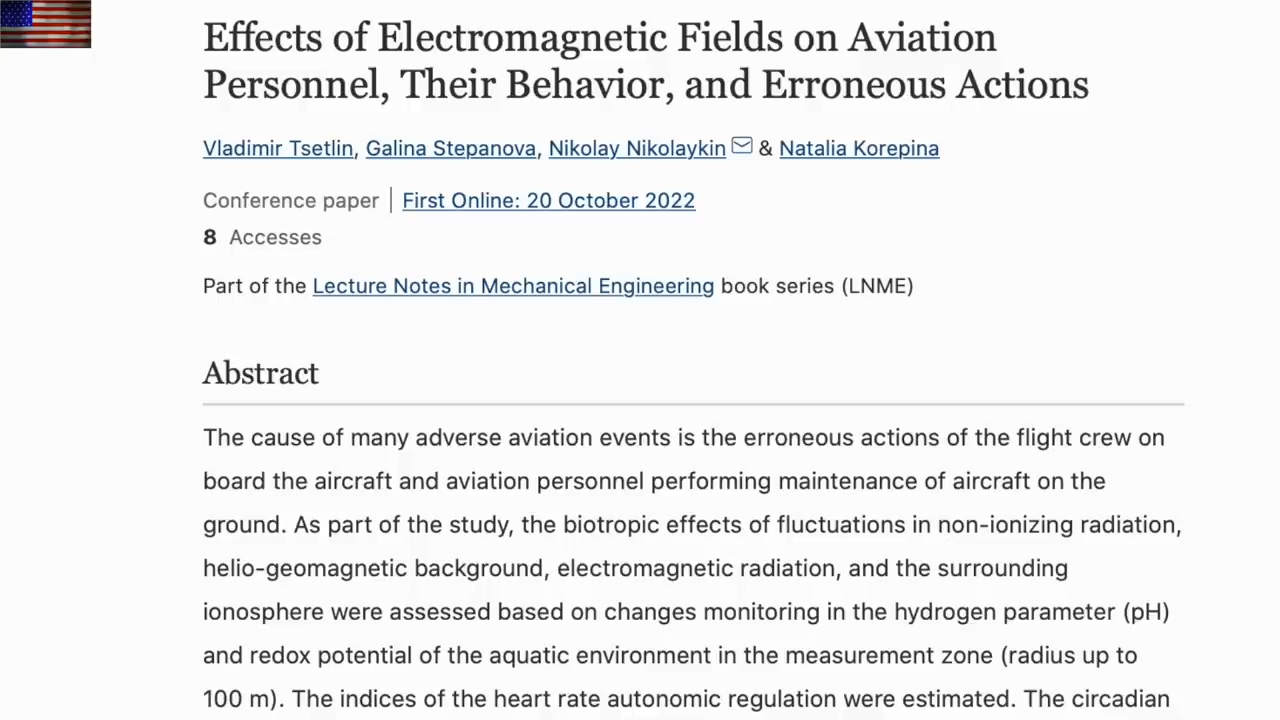 Effects of Electromagnetic Fields on Aviation
Personnel, Their Behavior, and Erroneous Actions
Vladimir Tsetlin, Galina Stepanova, Nikolay Nikolaykin & Natalia Korepina
Conference paper | First Online: 20 October 2022
8 Accesses
Part of the Lecture Notes in Mechanical Engineering book series (LNME)
Abstract
The cause of many adverse aviation events is the erroneous actions of the flight crew on
board the aircraft and aviation personnel performing maintenance of aircraft on the
ground. As part of the study, the biotropic effects of fluctuations in non-ionizing radiation,
helio-geomagnetic background, electromagnetic radiation, and the surrounding
ionosphere were assessed based on changes monitoring in the hydrogen parameter (pH)
and redox potential of the aquatic environment in the measurement zone (radius up to
100 m). The indices of the heart rate autonomic regulation were estimated. The circadian